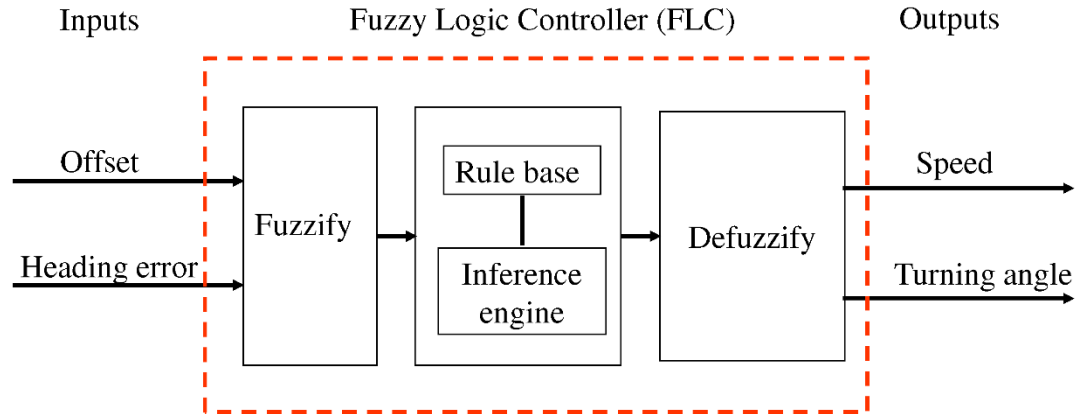 Inputs
Fuzzy Logic Controller (FLC)
Outputs
Offset
Heading error
Fuzzify
Rule base
Inference
engine
Defuzzify
Speed
Turning angle